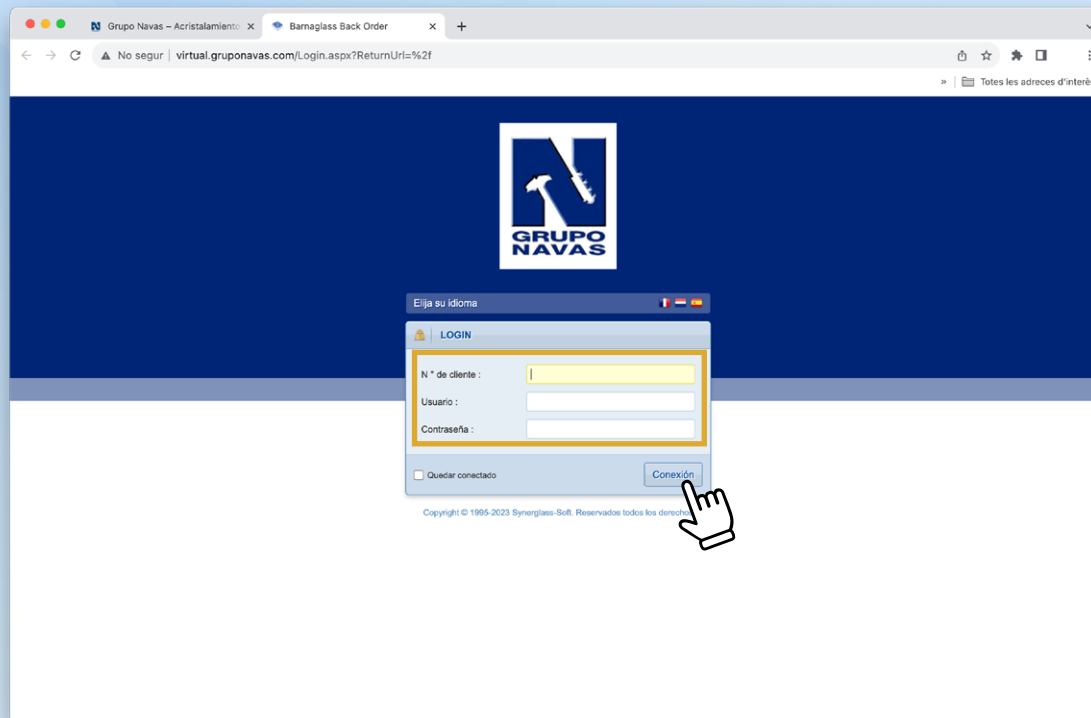 Grupo Navas – Acristalamiento
Barnaglass Back Order
No segur virtual.gruponavas.com/Login.aspx?ReturnUrl=%2f
» Totes les adreces d'interè
GRUPO
NAVAS
Elija su idioma
LOGIN
N ° de cliente :
Usuario :
Contraseña :
Quedar conectado
Conexión
Copyright © 1995-2023 Synerglass-Soft. Reservados todos los derechos